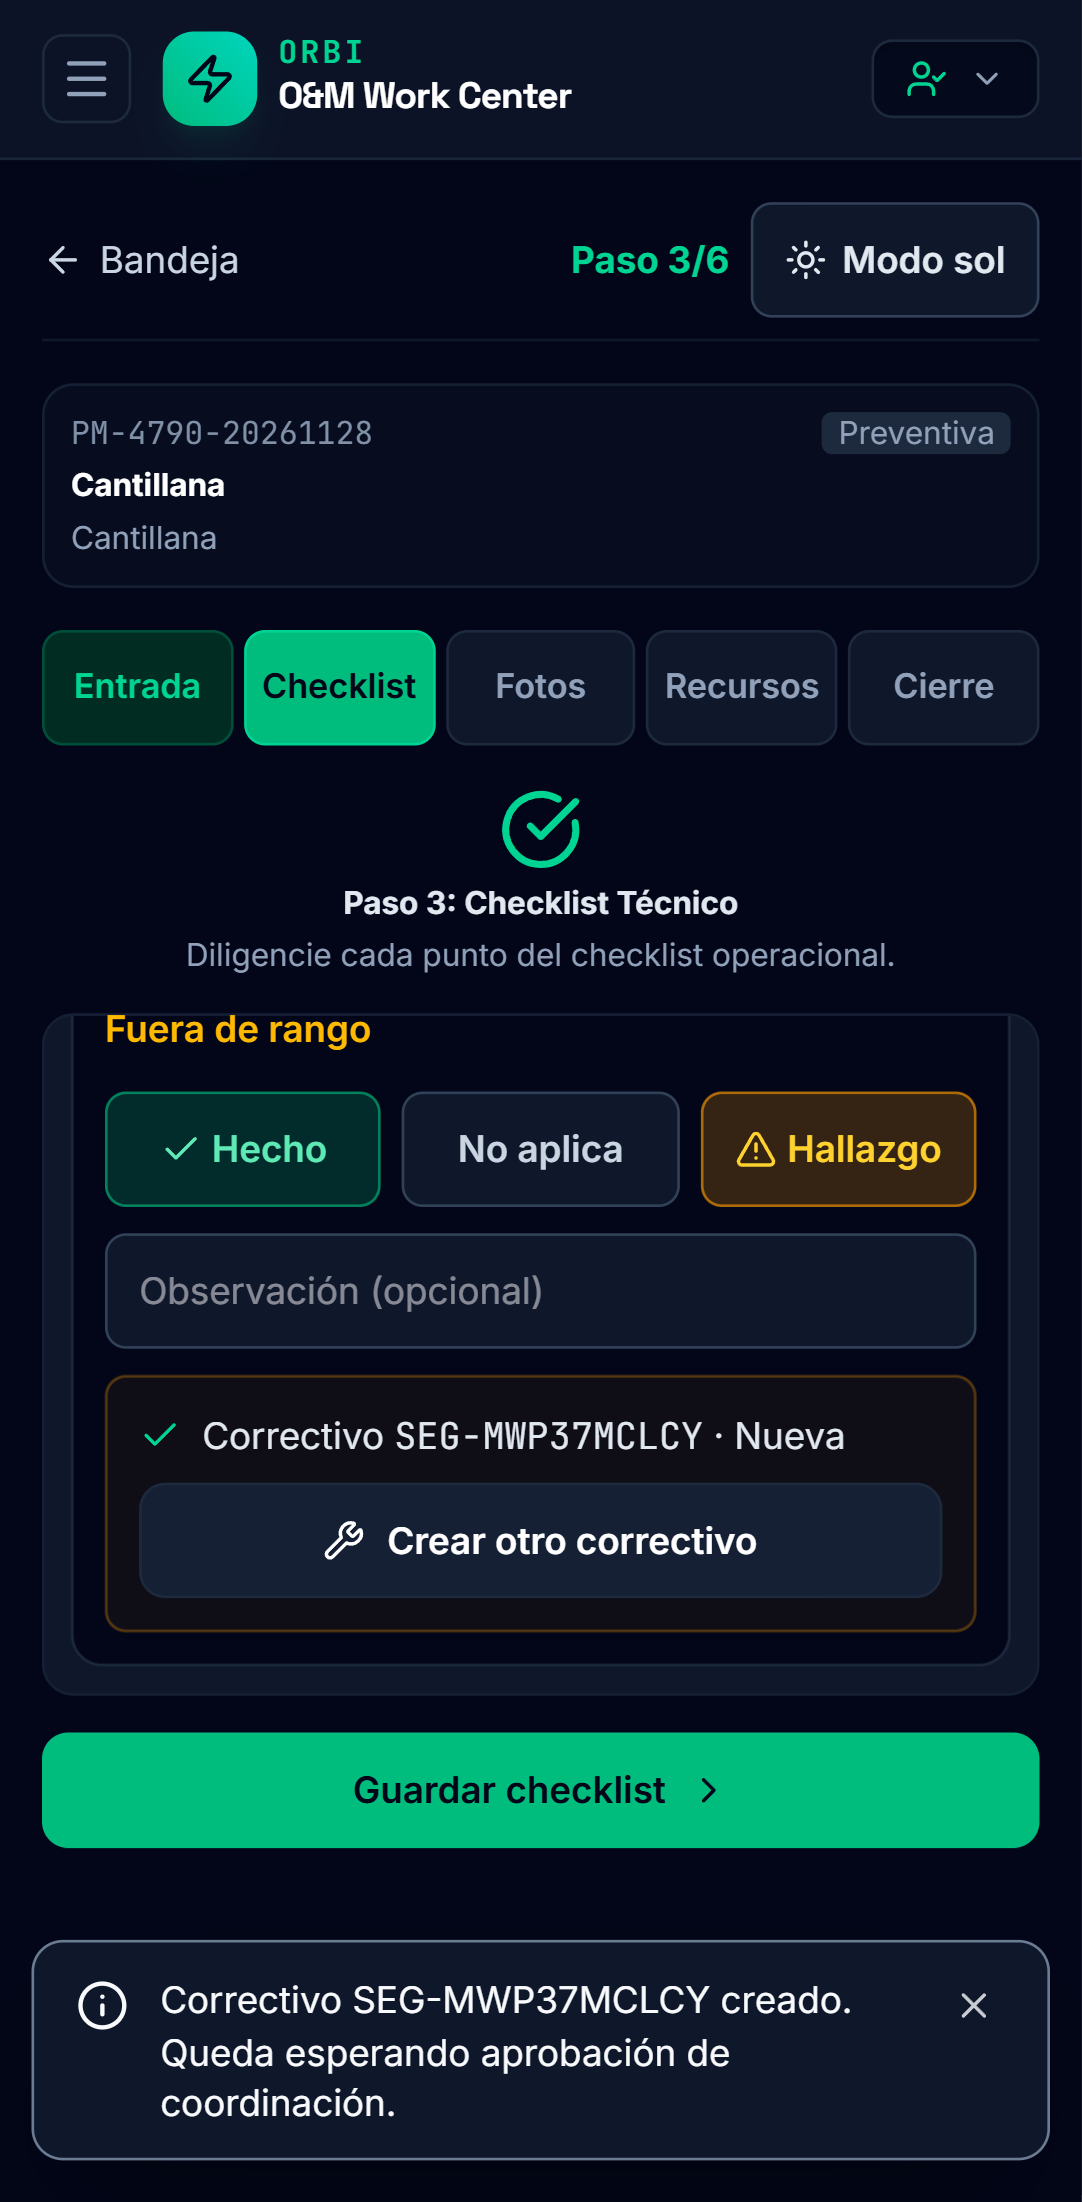 ORBI
O&M Work Center
Bandeja
Paso 3/6
Modo sol
PM-4790-20261128
Preventiva
Cantillana
Cantillana
Entrada
Checklist
Fotos
Recursos
Cierre
Paso 3: Checklist Técnico
Diligencie cada punto del checklist operacional.
Fuera de rango
Hecho
No aplica
Hallazgo
Observación (opcional)
Correctivo SEG-MWP37MCLCY · Nueva
Crear otro correctivo
Guardar checklist
Correctivo SEG-MWP37MCLCY creado.
Queda esperando aprobación de
coordinación.